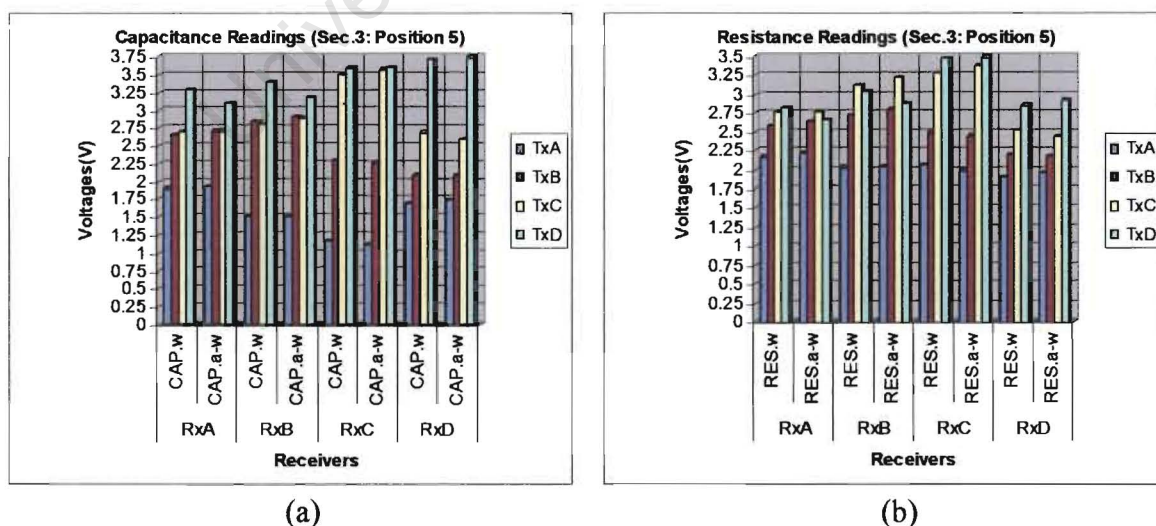 Univer
Capacitance Readings (Sec.3: Position 5)
Voltages(V)
3.75
3.5
3.25
3
2.75
2.5
2.25
2
1.75
1.5
1.25
1
0.75
0.5
0.25
0
CAP.w
CAP.a-w
CAP.w
CAP.a-w
CAP.w
CAP.a-w
CAP.w
CAP.a-w
RxA
RxB
RxC
RxD
Receivers
TxA
TxB
TxC
TxD
(a)
Resistance Readings (Sec.3: Position 5)
Voltages(V)
3.5
3.25
3
2.75
2.5
2.25
2
1.75
1.5
1.25
1
0.75
0.5
0.25
0
RES.w
RES.a-w
RES.w
RES.a-w
RES.w
RES.a-w
RES.w
RES.a-w
RxA
RxB
RxC
RxD
Receivers
TxA
TxB
TxC
TxD
(b)